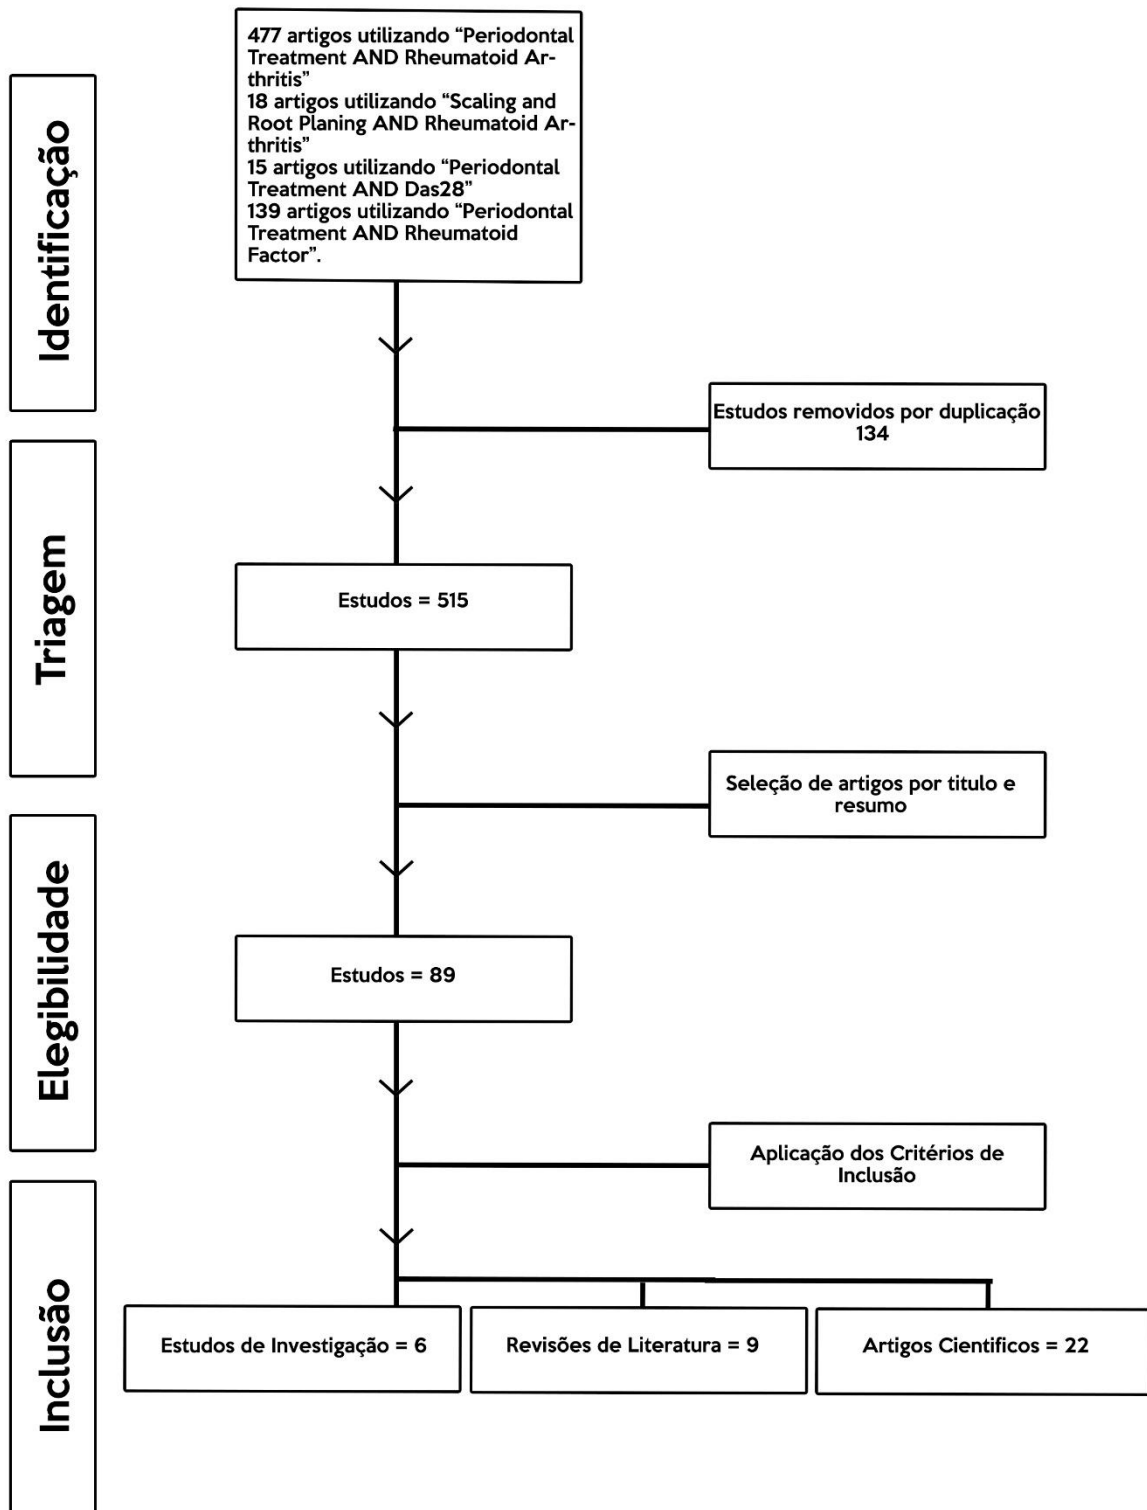 Identificação
477 artigos utilizando “Periodontal
Treatment AND Rheumatoid Ar-
thritis”
18 artigos utilizando “Scaling and
Root Planing AND Rheumatoid Ar-
thritis”
15 artigos utilizando “Periodontal
Treatment AND Das28”
139 artigos utilizando “Periodontal
Treatment AND Rheumatoid
Factor”.
Estudos removidos por duplicação
134
Triagem
Estudos = 515
Seleção de artigos por titulo e
resumo
Elegibilidade
Estudos = 89
Aplicação dos Critérios de
Inclusão
Inclusão
Estudos de Investigação = 6
Revisões de Literatura = 9
Artigos Cientificos = 22